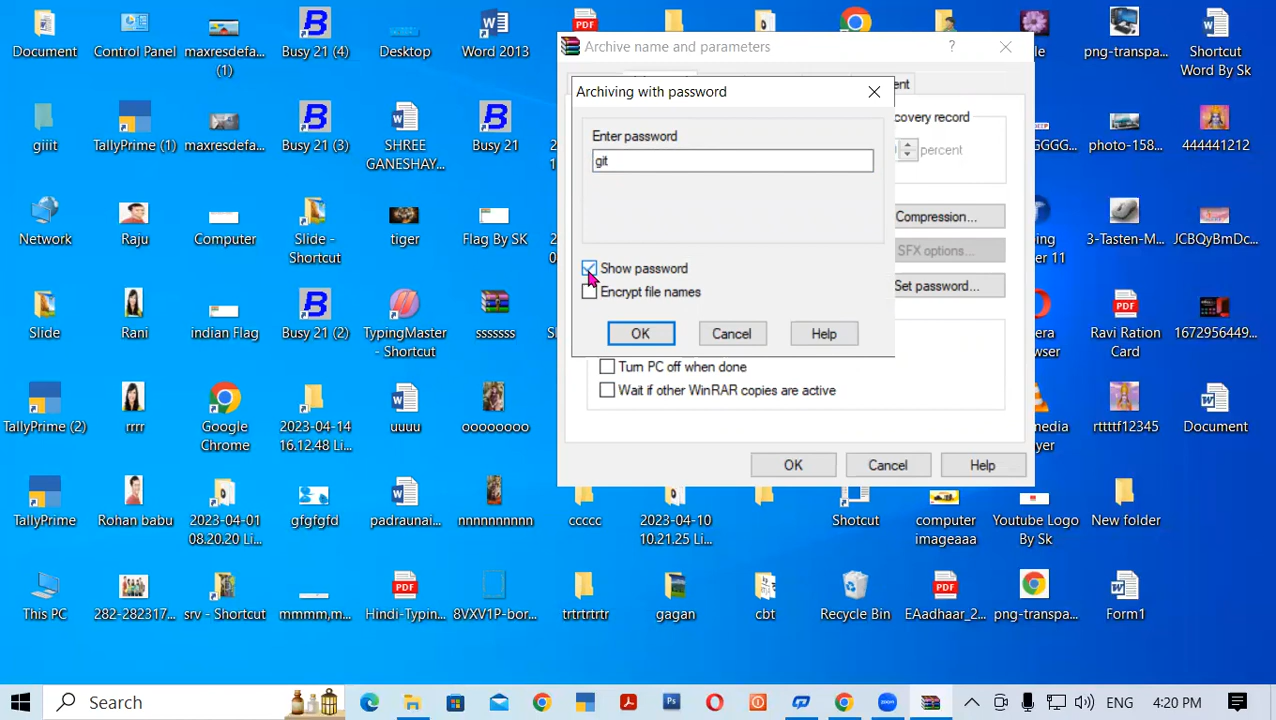 Document
Control Panel
maxresdefa...
(1)
Busy 21 (4)
Desktop
Word 2013
png-transpa...
Shortcut
Word By Sk
giiit
TallyPrime (1)
maxresdefa...
Busy 21 (3)
SHREE
GANESHAY...
Busy 21
photo-158...
444441212
Network
Raju
Computer
Slide -
Shortcut
tiger
Flag By SK
3-Tasten-M...
JCBQyBmDc...
Slide
Rani
indian Flag
Busy 21 (2)
TypingMaster
- Shortcut
sssssss
Ravi Ration
Card
1672956449...
TallyPrime (2)
rrrr
Google
Chrome
2023-04-14
16.12.48 Li...
uuuu
oooooooo
rttttf12345
Document
TallyPrime
Rohan babu
2023-04-01
08.20.20 Li...
gfgfgfd
padraunai...
nnnnnnnnnn
ccccc
2023-04-10
10.21.25 Li...
Shotcut
computer
imageaaa
Youtube Logo
By Sk
New folder
This PC
282-282317...
srv - Shortcut
mmmm,m...
Hindi-Typin...
8VXV1P-bor...
trtrtrtrtr
gagan
cbt
Recycle Bin
EAadhaar_2...
png-transpa...
Form1
Archive name and parameters
?
Archiving with password
Enter password
git
Show password
Encrypt file names
OK
Cancel
Help
covery record
percent
Compression...
SFX options...
Set password...
Turn PC off when done
Wait if other WinRAR copies are active
OK
Cancel
Help
Search
ENG
4:20 PM